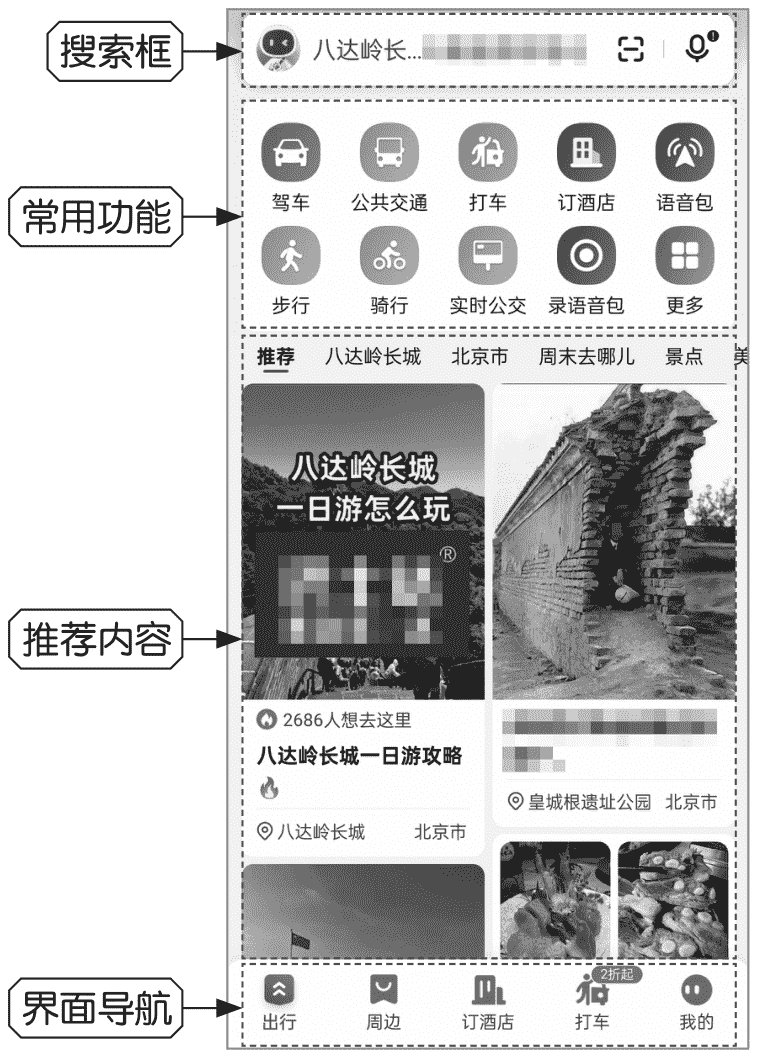 搜索框
八达岭长...
常用功能
驾车 公共交通 打车 订酒店 语音包
步行 骑行 实时公交 录语音包 更多
推荐 八达岭长城 北京市 周末去哪儿 景点 美
八达岭长城
一日游怎么玩
®
推荐内容
2686人想去这里
八达岭长城一日游攻略
八达岭长城 北京市
皇城根遗址公园 北京市
界面导航
2折起
出行 周边 订酒店 打车 我的